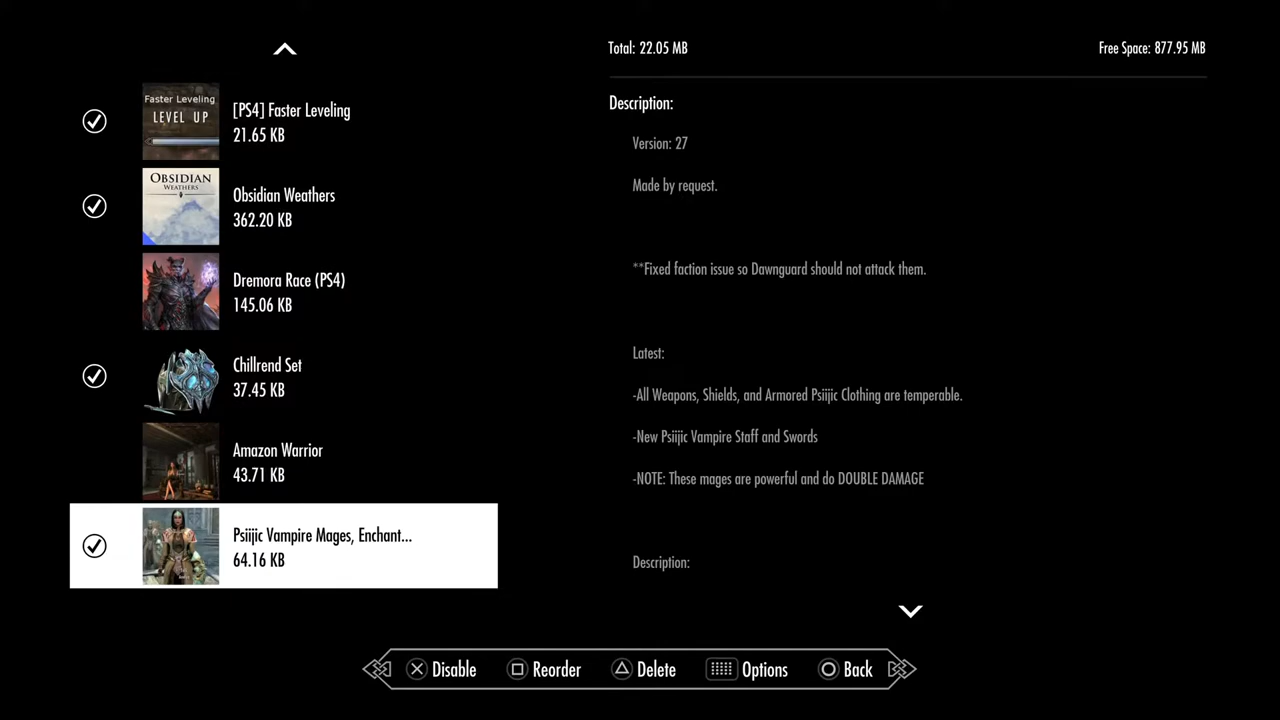 Total: 22.05 MB
Free Space: 877.95 MB
Faster Leveling
LEVEL UP
[PS4] Faster Leveling
21.65 KB
OBSIDIAN
WEATHERS
Obsidian Weathers
362.20 KB
Dremora Race (PS4)
145.06 KB
Chillrend Set
37.45 KB
Amazon Warrior
43.71 KB
Psiijic Vampire Mages, Enchant...
64.16 KB
Description:
Version: 27
Made by request.
**Fixed faction issue so Dawnguard should not attack them.
Latest:
-All Weapons, Shields, and Armored Psiijic Clothing are temperable.
-New Psiijic Vampire Staff and Swords
-NOTE: These mages are powerful and do DOUBLE DAMAGE
Description:
Disable
Reorder
Delete
Options
Back